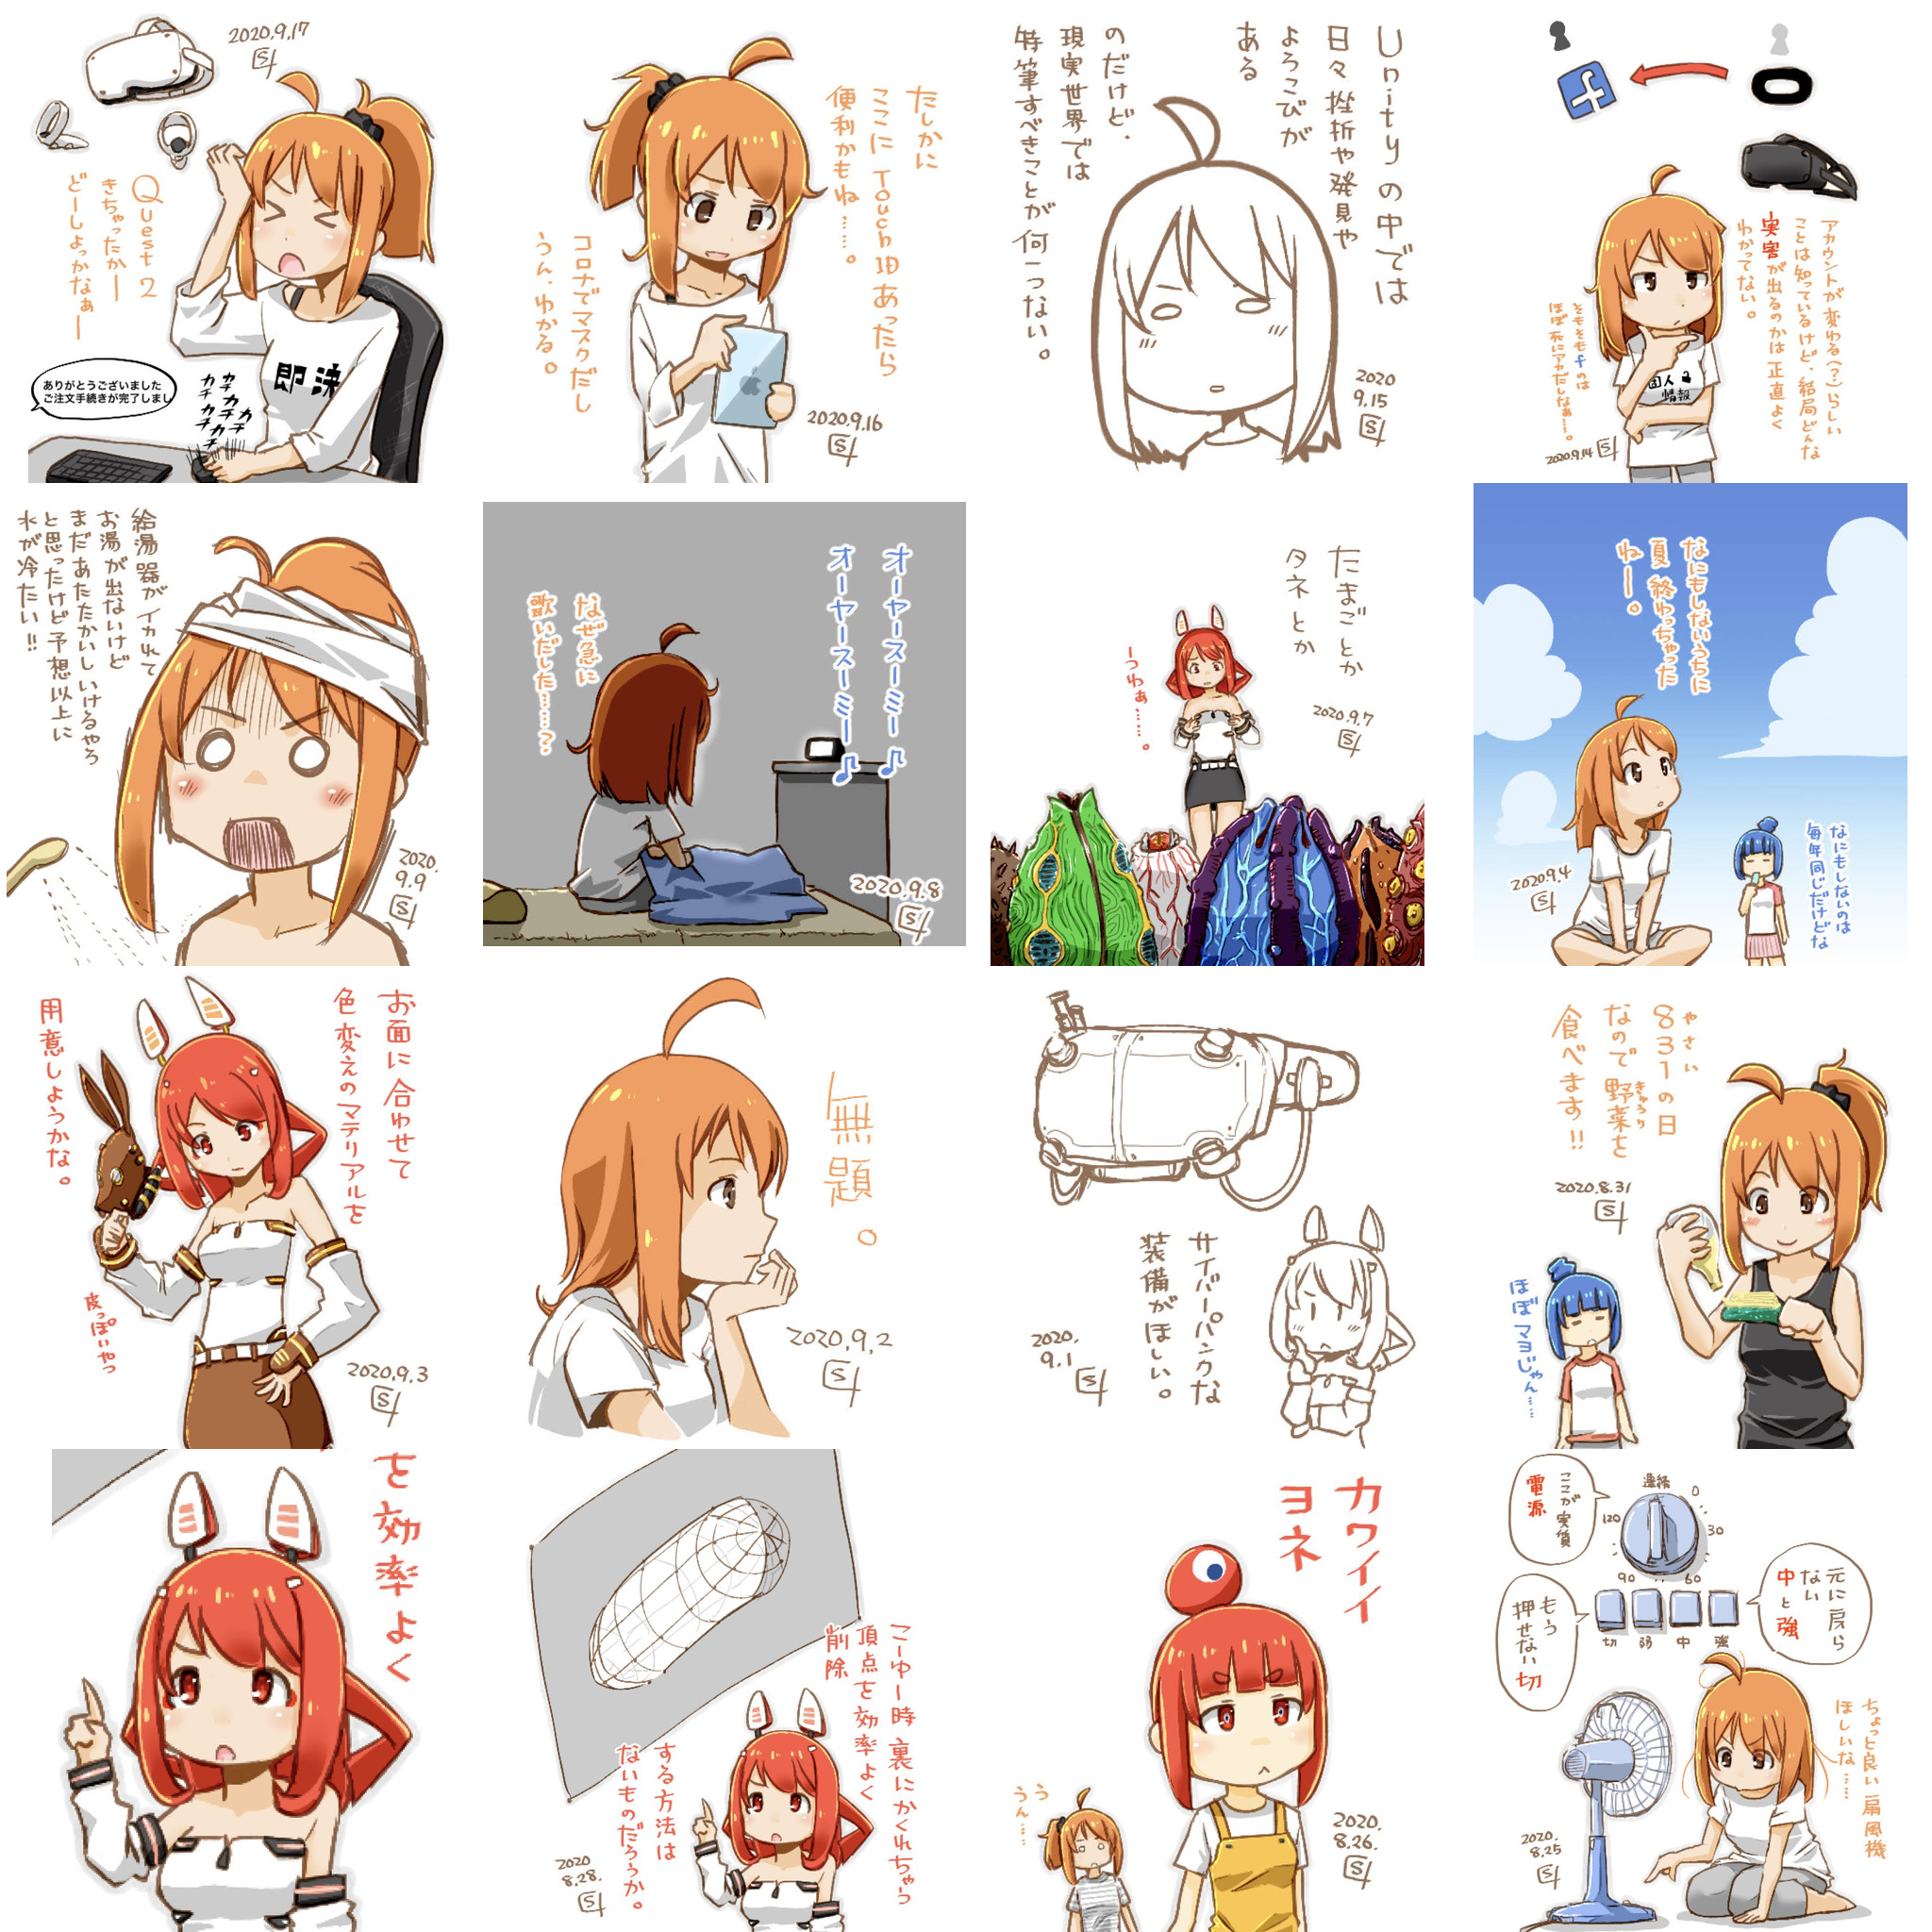 2020.9.17
Quest 2
きちゃったかー
どーしょっかなぁー
即決
ありがとうございました
ご注文手続きが完了しまし
カチカチ
カチカチ
カチ
カチ
たしかに
ここに Touch IDあったら
便利かもね……。
コロナでマスクだし
うん、わかる。
2020.9.16
Unityの中では
日々挫折や発見や
よろこびが
ある
のだけど、
現実世界では
特筆すべきことが何一つない。
2020
9.15
f
アカウントが変わる(?)らしい
ことは知っているけど、結局どんな
実害が出るのかは正直よく
わかってない。
そもそもfのは
ほぼ死にアカだしなぁ…。
個人
情報
2020.9.14
給湯器がイカれて
お湯が出ないけど
まだあたたかいしいけるやろ
と思ったけど予想以上に
水が冷たい!!
2020.
9.9
オーヤースーミー♪
オーヤースーミー♪
なぜ急に
歌いだした………?
2020.9.8
たまごとか
タネとか
2020.9.7
ーつわぁ……。
なにもしないうちに
夏 終わっちゃった
ねーー。
なにもしないのは
毎年同じだけどな
2020.9.4
お面に合わせて
色変えのマテリアルを
用意しようかな。
皮っぽいやつ
2020.9.3
無題。
2020.9.2
サイバーパンクな
装備がほしい。
2020.
9.1
やさい
831の日
なので野菜を
きゅうり
食べます!!
2020.8.31
ほぼマヨじゃん……
を効率よく
こーゆー時裏にかくれちゃう
頂点を効率よく
削除
する方法は
ないものだろうか。
2020
8.28.
カワイイ
ヨネ
う
うん……
2020.
8.26.
ここが実質
電源
連続
0
30
60
90
120
切
弱
中
強
元に戻ら
ない
中と強
もう
押せない
切
ちょっと良い扇風機
ほしいな……
2020.
8.25